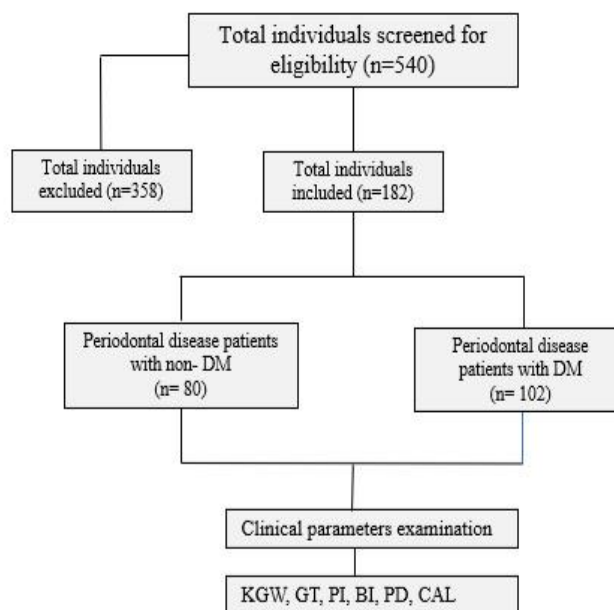 Total individuals screened for
eligibility (n=540)
Total individuals
excluded (n=358)
Total individuals
included (n=182)
Periodontal disease patients
with non- DM
(n= 80)
Periodontal disease
patients with DM
(n= 102)
Clinical parameters examination
KGW, GT, PI, BI, PD, CAL